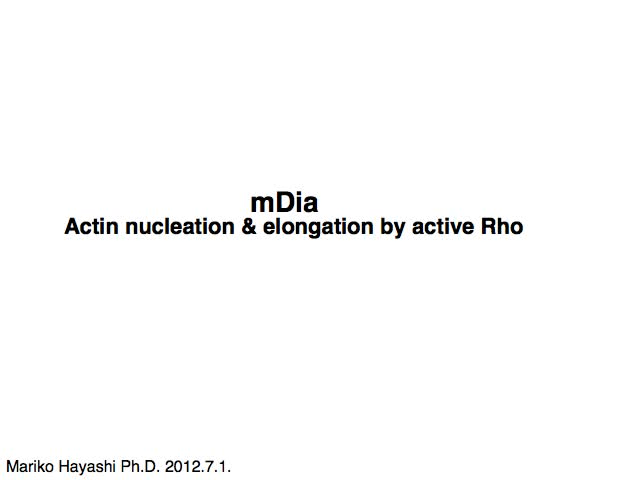 mDia
Actin nucleation & elongation by active Rho
Mariko Hayashi Ph.D. 2012.7.1.